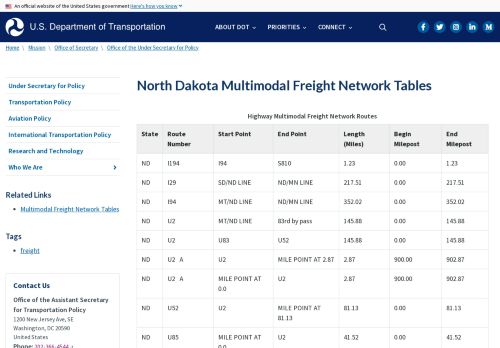 An official website of the United States government Here's how you know
U.S. Department of Transportation
ABOUT DOT
PRIORITIES
CONNECT
Home \ Mission \ Office of Secretary \ Office of the Under Secretary for Policy
Under Secretary for Policy
Transportation Policy
Aviation Policy
International Transportation Policy
Research and Technology
Who We Are
Related Links
Multimodal Freight Network Tables
Tags
freight
Contact Us
Office of the Assistant Secretary
for Transportation Policy
1200 New Jersey Ave, SE
Washington, DC 20590
United States
Phone: 202-366-4544
North Dakota Multimodal Freight Network Tables
Highway Multimodal Freight Network Routes
State Route Number Start Point End Point Length (Miles) Begin Milepost End Milepost
ND I194 I94 S810 1.23 0.00 1.23
ND I29 SD/ND LINE ND/MN LINE 217.51 0.00 217.51
ND I94 MT/ND LINE ND/MN LINE 352.02 0.00 352.02
ND U2 MT/ND LINE 83rd by pass 145.88 0.00 145.88
ND U2 U83 U52 145.88 0.00 145.88
ND U2 A U2 MILE POINT AT 2.87 2.87 900.00 902.87
ND U2 A MILE POINT AT 0.0 U2 2.87 900.00 902.87
ND U52 U2 MILE POINT AT 81.13 81.13 0.00 81.13
ND U85 MILE POINT AT 0.0 U2 41.52 0.00 41.52